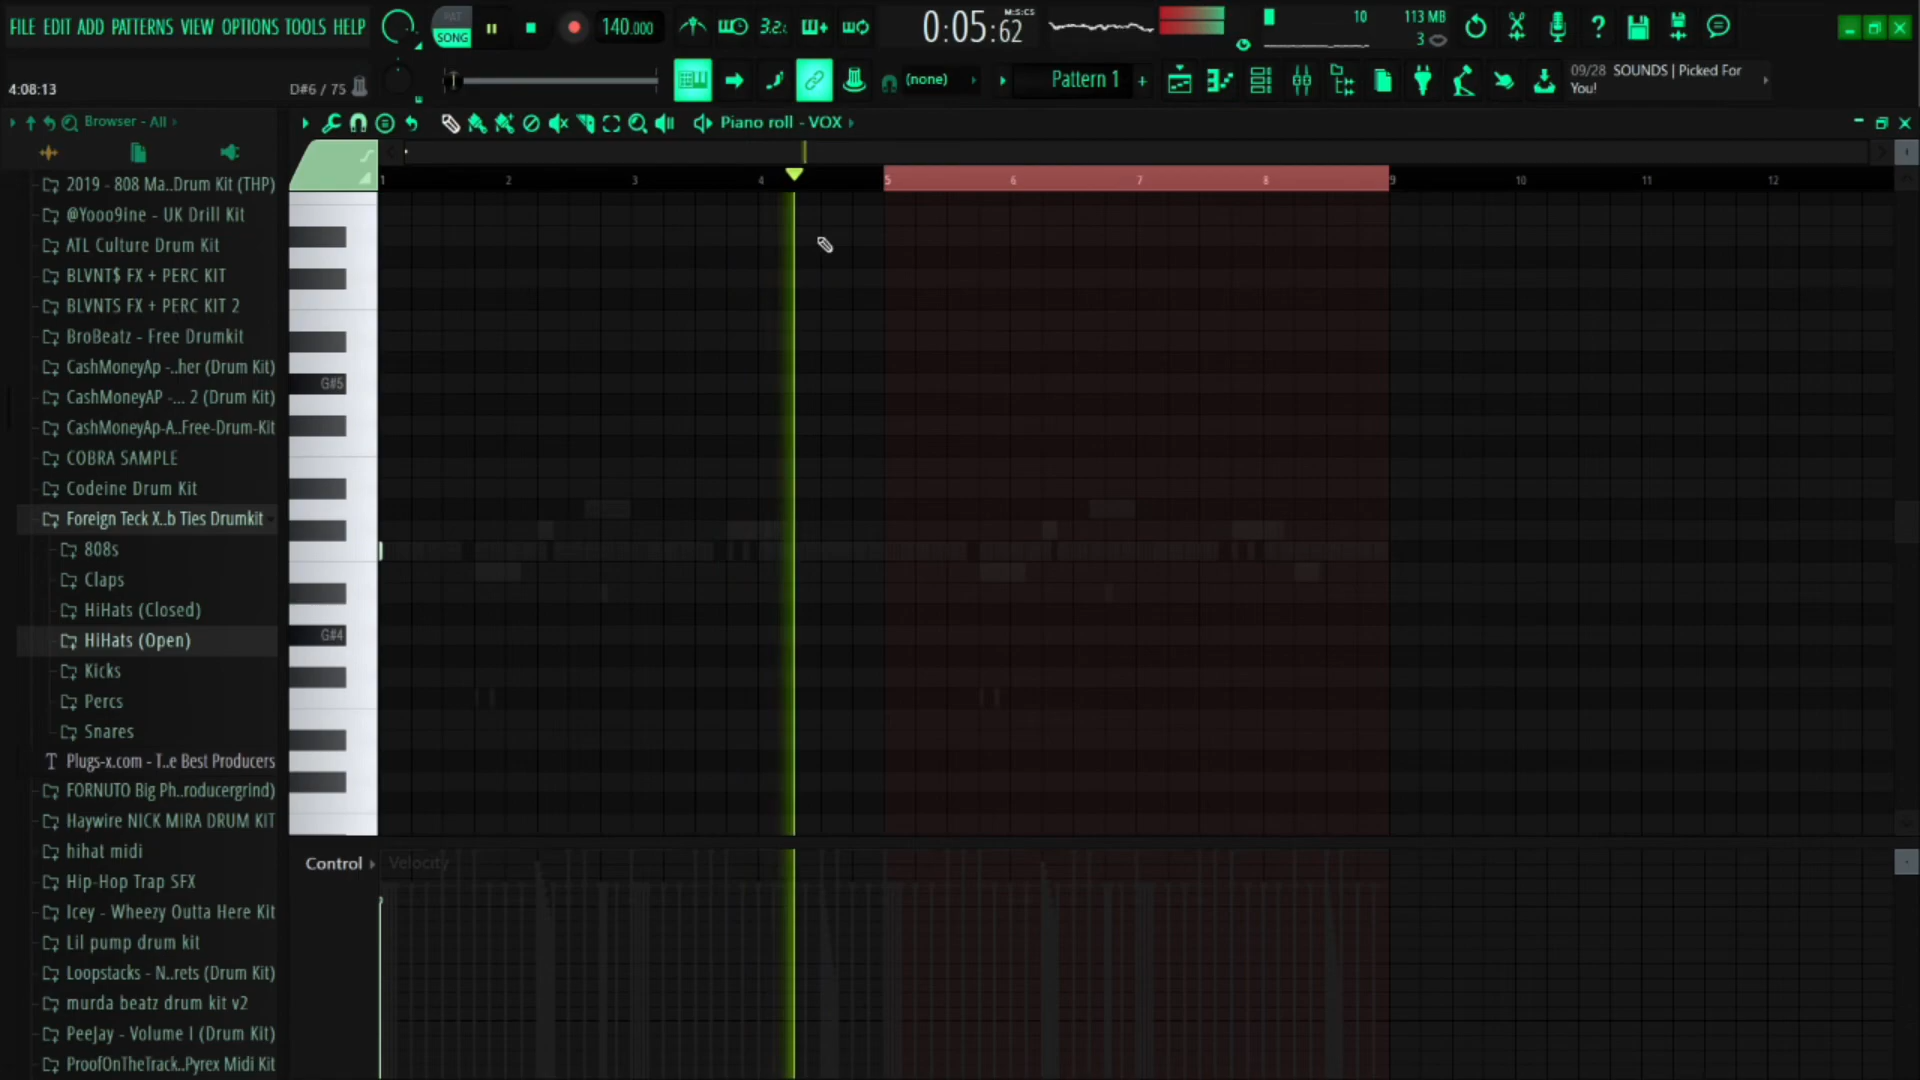 FILE EDIT ADD PATTERNS VIEW OPTIONS TOOLS HELP
PAT
SONG
140.000
3.2.
0:05:62
M:S:CS
10
113 MB
3
4:08:13
D#6 / 75
(none)
Pattern 1
+
09/28 SOUNDS | Picked For
You!
Browser - All
Piano roll - VOX
1 2 3 4 5 6 7 8 9 10 11 12
2019 - 808 Ma..Drum Kit (THP)
@Yooo9ine - UK Drill Kit
ATL Culture Drum Kit
BLVNT$ FX + PERC KIT
BLVNTS FX + PERC KIT 2
BroBeatz - Free Drumkit
CashMoneyAp -..her (Drum Kit)
CashMoneyAP -... 2 (Drum Kit)
CashMoneyAp-A..Free-Drum-Kit
COBRA SAMPLE
Codeine Drum Kit
Foreign Teck X..b Ties Drumkit
808s
Claps
HiHats (Closed)
HiHats (Open)
Kicks
Percs
Snares
Plugs-x.com - T..e Best Producers
FORNUTO Big Ph..roducergrind)
Haywire NICK MIRA DRUM KIT
hihat midi
Hip-Hop Trap SFX
Icey - Wheezy Outta Here Kit
Lil pump drum kit
Loopstacks - N..rets (Drum Kit)
murda beatz drum kit v2
PeeJay - Volume I (Drum Kit)
ProofOnTheTrack..Pyrex Midi Kit
G#5
G#4
Control
Velocity